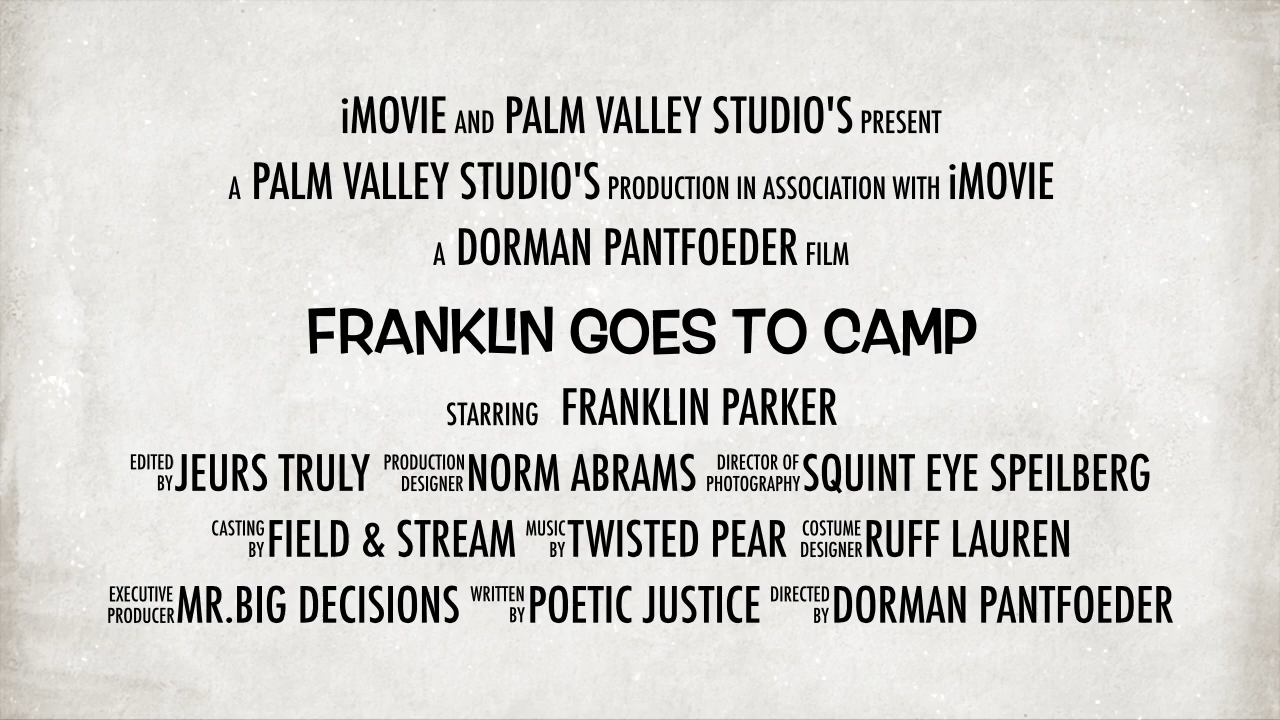 iMOVIE AND PALM VALLEY STUDIO'S PRESENT
A PALM VALLEY STUDIO'S PRODUCTION IN ASSOCIATION WITH iMOVIE
A DORMAN PANTFOEDER FILM
FRANKLIN GOES TO CAMP
STARRING FRANKLIN PARKER
EDITED BY JEURS TRULY PRODUCTION DESIGNER NORM ABRAMS DIRECTOR OF PHOTOGRAPHY SQUINT EYE SPEILBERG
CASTING BY FIELD & STREAM MUSIC BY TWISTED PEAR COSTUME DESIGNER RUFF LAUREN
EXECUTIVE PRODUCER MR.BIG DECISIONS WRITTEN BY POETIC JUSTICE DIRECTED BY DORMAN PANTFOEDER